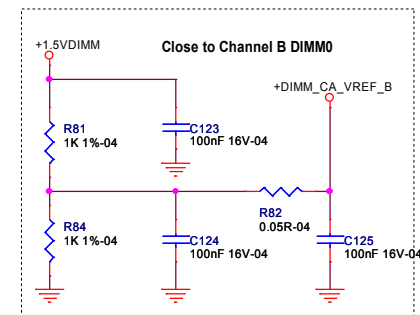 +1.5VDIMM
Close to Channel B DIMM0
+DIMM_CA_VREF_B
R81
1K 1%-04
C123
100nF 16V-04
R82
0.05R-04
R84
1K 1%-04
C124
100nF 16V-04
C125
100nF 16V-04